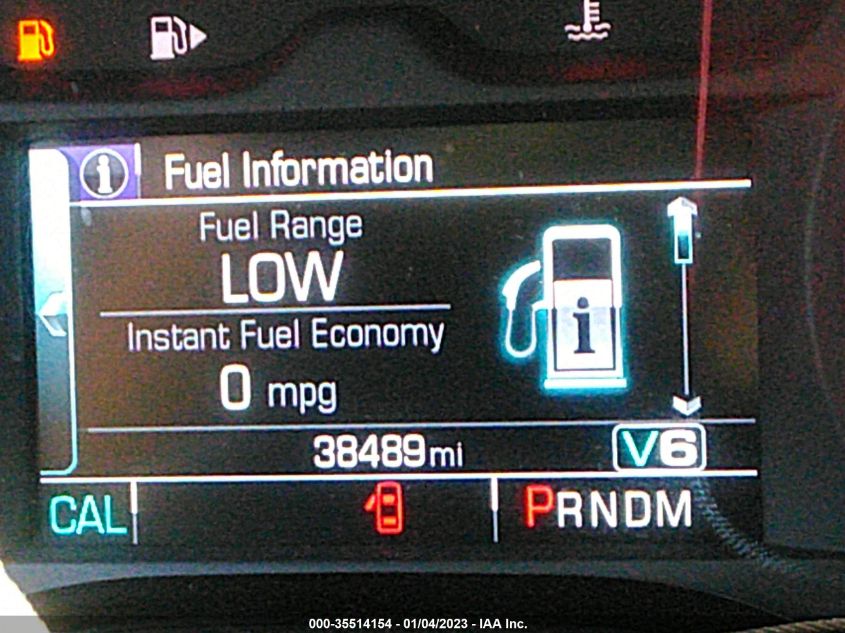 Fuel Information
Fuel Range
LOW
Instant Fuel Economy
0 mpg
38489 mi
V6
CAL
PRNDM
000-35514154 - 01/04/2023 - IAA Inc.